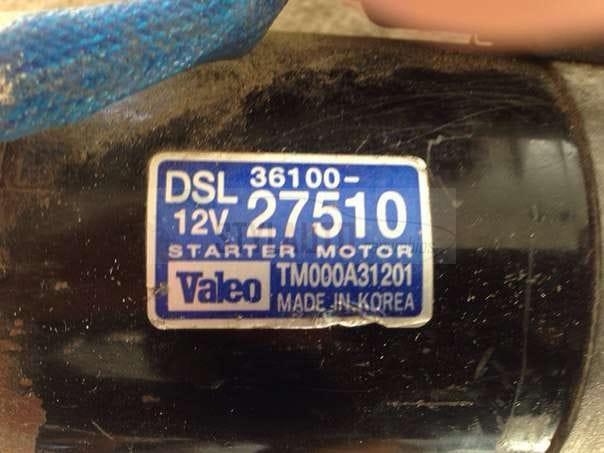 DSL 36100-
12V 27510
STARTER MOTOR
Valeo TM000A31201
MADE IN KOREA